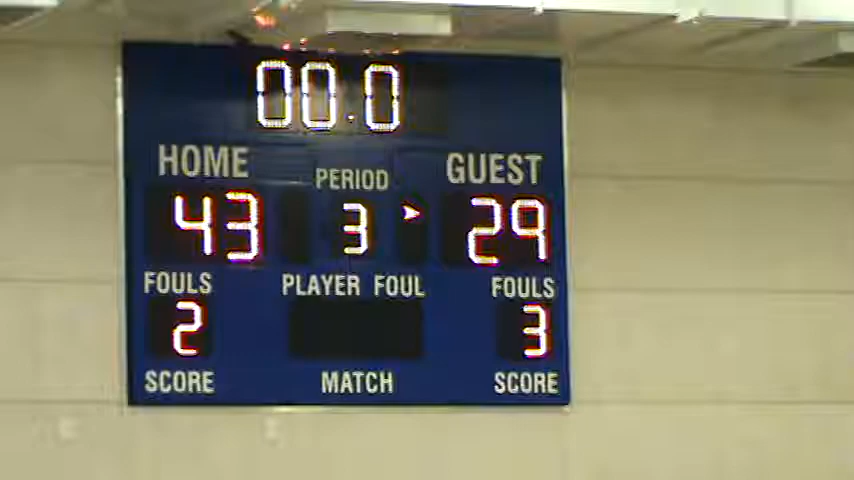 00.0
HOME PERIOD GUEST
43 3 29
FOULS PLAYER FOUL FOULS
2 3
SCORE MATCH SCORE